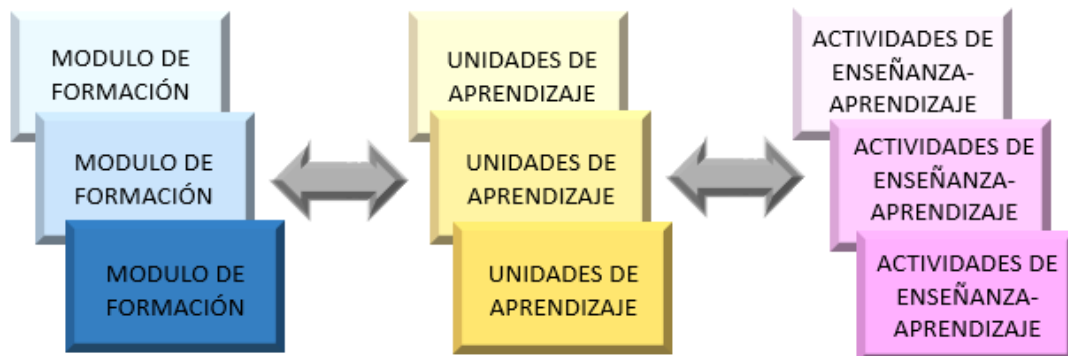 MODULO DE
FORMACIÓN
MODULO DE
FORMACIÓN
MODULO DE
FORMACIÓN
UNIDADES DE
APRENDIZAJE
UNIDADES DE
APRENDIZAJE
UNIDADES DE
APRENDIZAJE
ACTIVIDADES DE
ENSEÑANZA-
APRENDIZAJE
ACTIVIDADES DE
ENSEÑANZA-
APRENDIZAJE
ACTIVIDADES DE
ENSEÑANZA-
APRENDIZAJE